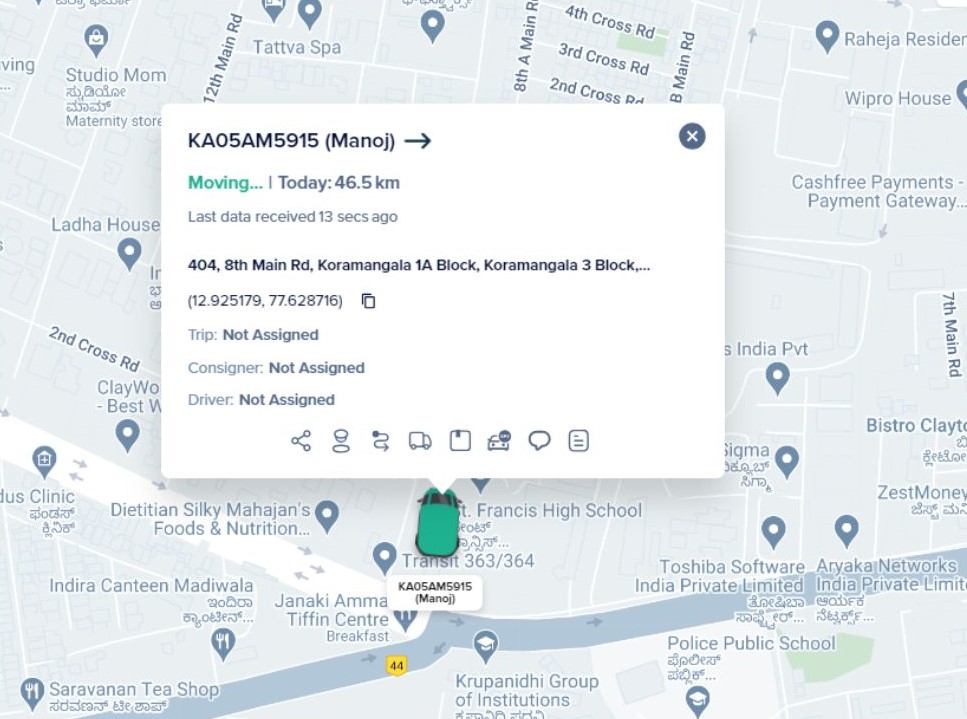 Tattva Spa
4th Cross Rd
3rd Cross Rd
2nd Cross Rd
8th A Main Rd
B Main Rd
12th Main Rd
Raheja Residen
Wipro House
Studio Mom
ಸ್ಟುಡಿಯೋ
ಮಾಮ್
Maternity store
KA05AM5915 (Manoj)
Moving... | Today: 46.5 km
Last data received 13 secs ago
404, 8th Main Rd, Koramangala 1A Block, Koramangala 3 Block,...
(12.925179, 77.628716)
Trip: Not Assigned
Consigner: Not Assigned
Driver: Not Assigned
Cashfree Payments -
Payment Gateway...
Ladha House
2nd Cross Rd
7th Main Rd
s India Pvt
ClayWo
- Best W
Bistro Clayto
Sigma
ಸಿಗ್ಮಾ
ZestMoney
dus Clinic
ಕ್ಲಿನಿಕ್
Dietitian Silky Mahajan's
Foods & Nutrition...
t. Francis High School
Transit 363/364
KA05AM5915
(Manoj)
Toshiba Software
India Private Limited
ತೋಷಿಬಾ
ಸಾಫ್ಟ್ವೇರ್...
Aryaka Networks
India Private Limite
ಆರ್ಯಕ
ನೆಟ್ವರ್ಕ್ಸ್...
Indira Canteen Madiwala
ಇಂದಿರಾ
ಕ್ಯಾಂಟೀನ್...
Janaki Amma
Tiffin Centre
Breakfast
44
Police Public School
ಪೊಲೀಸ್
ಪಬ್ಲಿಕ್...
Saravanan Tea Shop
ಸರವಣನ್ ಟೀ ಶಾಪ್
Krupanidhi Group
of Institutions